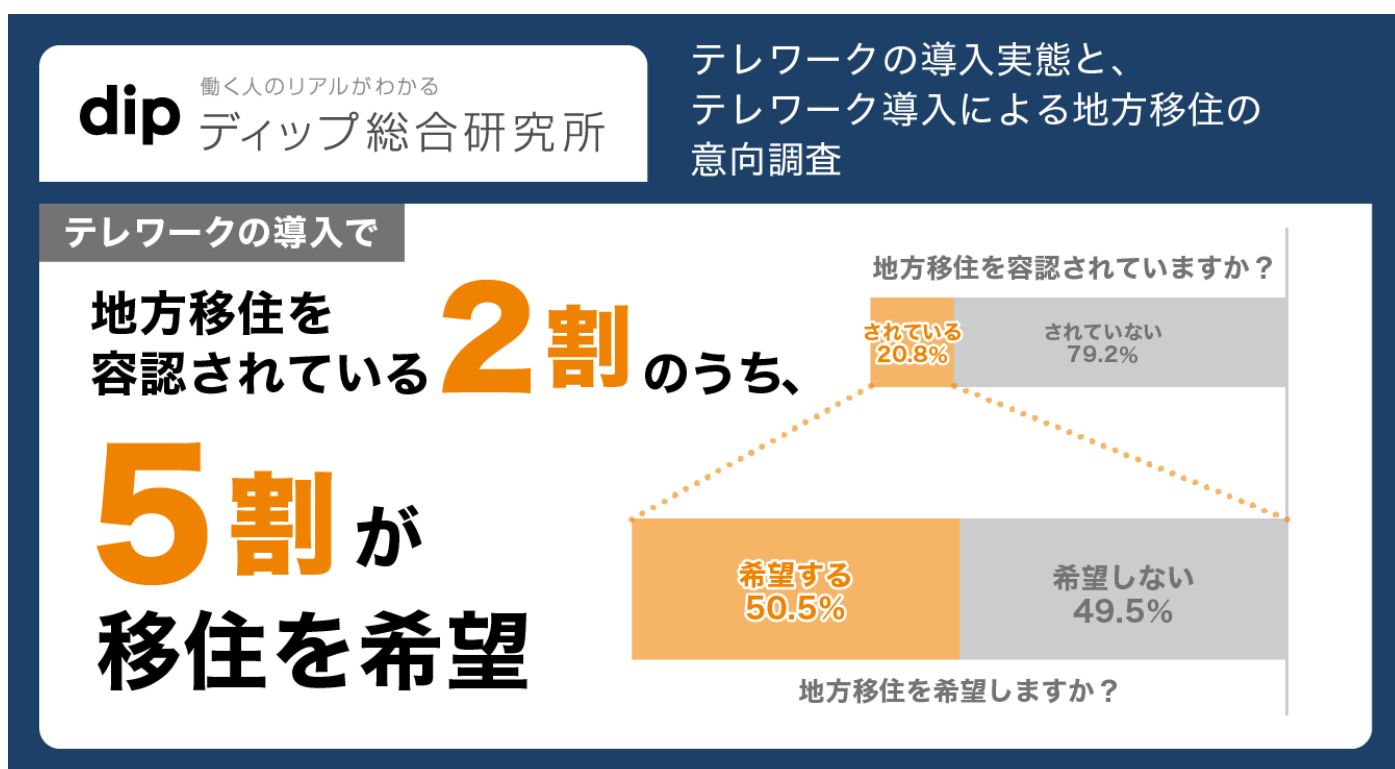 dip
働く人のリアルがわかる
ディップ総合研究所
テレワークの導入実態と、
テレワーク導入による地方移住の
意向調査
テレワークの導入で
地方移住を
容認されている2割のうち、
5割が
移住を希望
地方移住を容認されていますか？
されている
20.8%
されていない
79.2%
希望する
50.5%
希望しない
49.5%
地方移住を希望しますか？